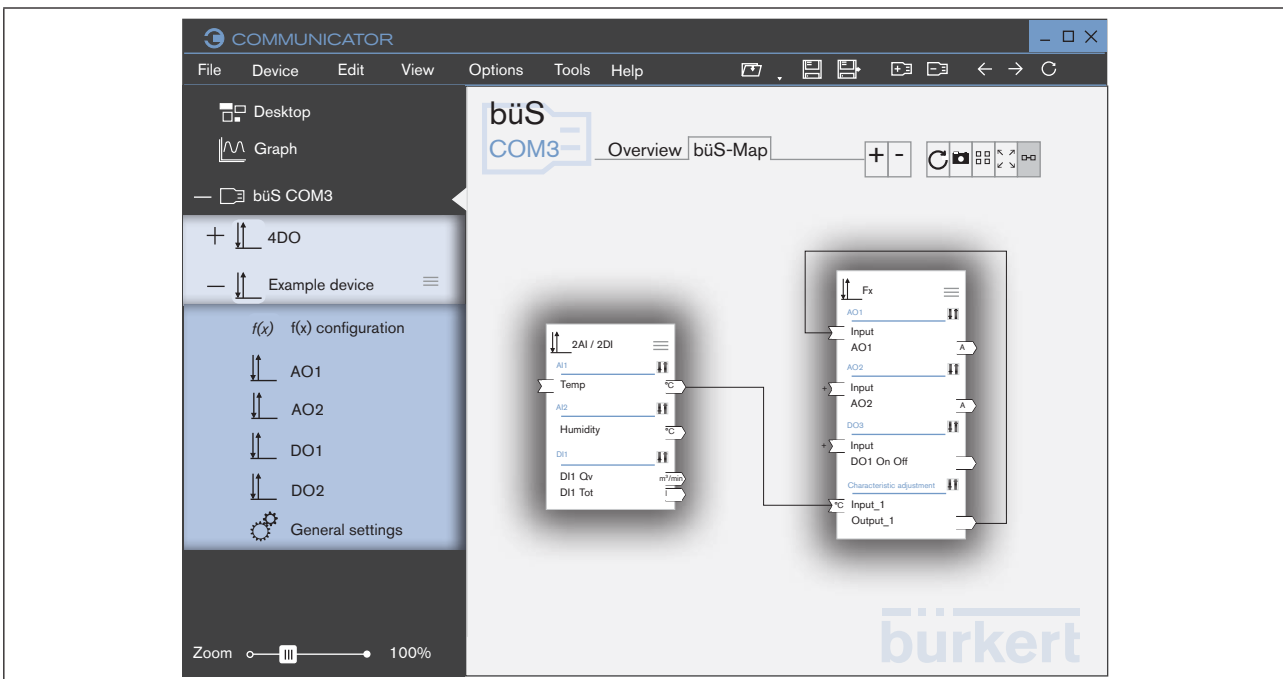 COMMUNICATOR
File Device Edit View Options Tools Help
Desktop
Graph
büS COM3
4DO
Example device
f(x) f(x) configuration
AO1
AO2
DO1
DO2
General settings
Zoom 100%
büS
COM3
Overview büS-Map
+ -
2AI / 2DI
AI1
Temp °C
AI2
Humidity °C
DI1
DI1 Qv m³/min
DI1 Tot l
Fx
AO1
Input
AO1 A
AO2
+ Input
AO2 A
DO3
+ Input
DO1 On Off
Characteristic adjustment
°C Input_1
Output_1
bürkert